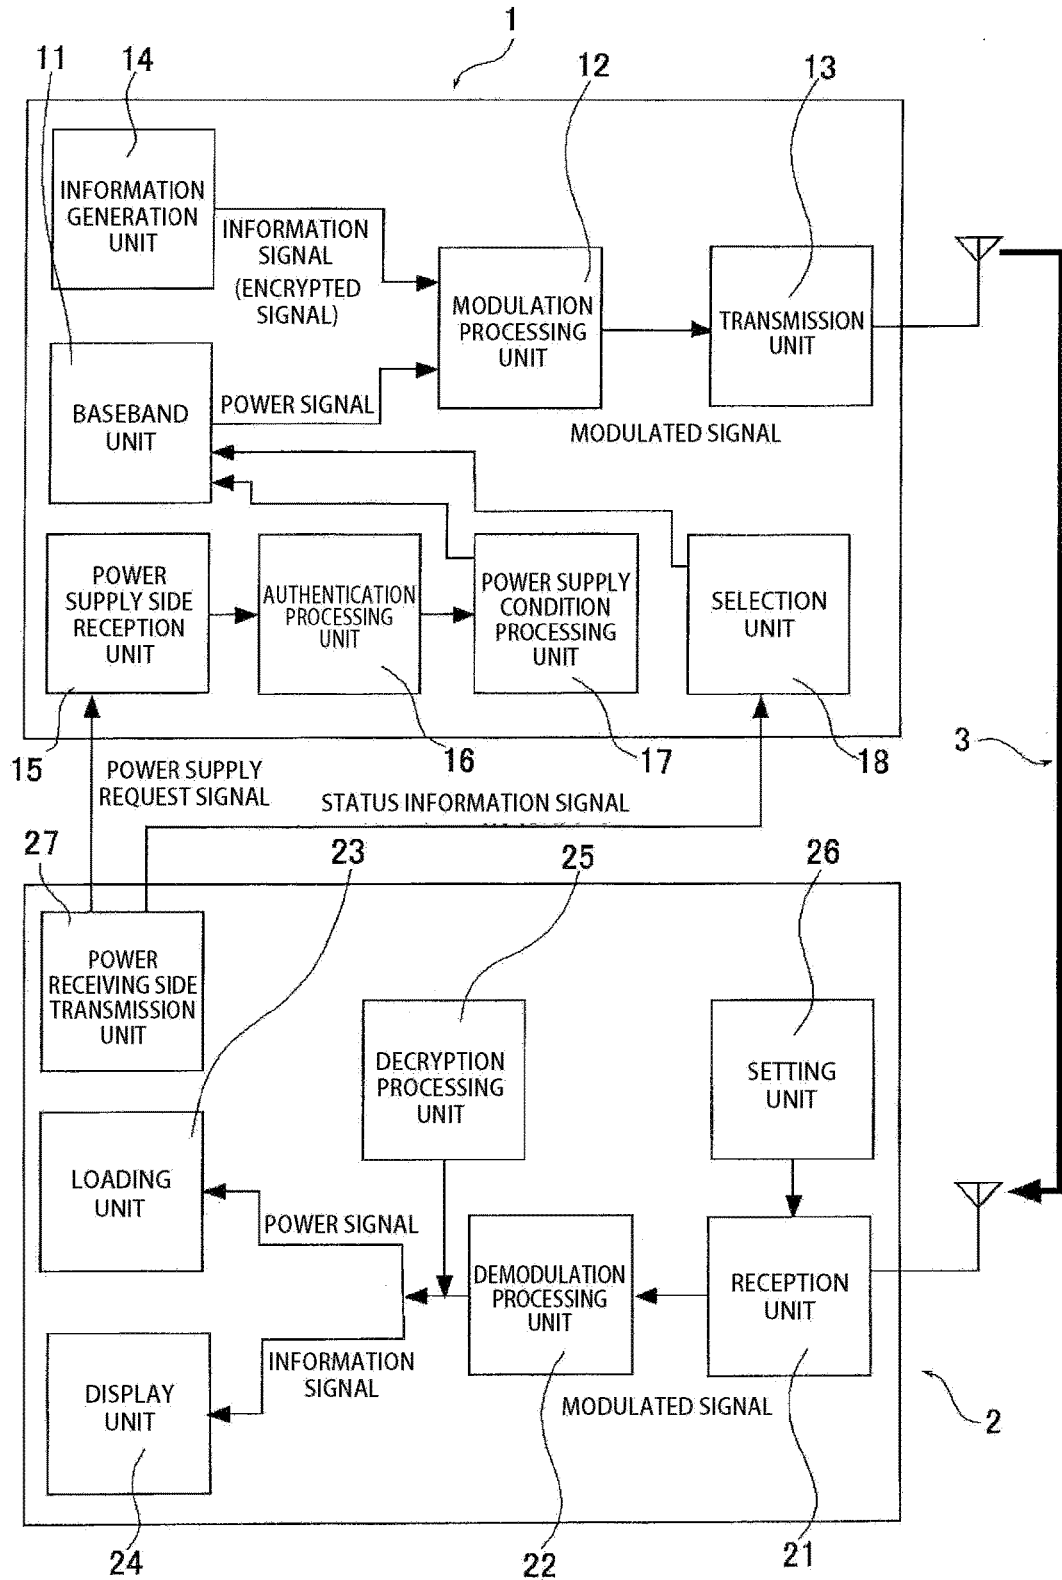 1
11
14
12
13
INFORMATION
GENERATION
UNIT
INFORMATION
SIGNAL
(ENCRYPTED
SIGNAL)
MODULATION
PROCESSING
UNIT
TRANSMISSION
UNIT
BASEBAND
UNIT
POWER SIGNAL
MODULATED SIGNAL
POWER
SUPPLY SIDE
RECEPTION
UNIT
AUTHENTICATION
PROCESSING
UNIT
POWER SUPPLY
CONDITION
PROCESSING
UNIT
SELECTION
UNIT
15
16
17
18
3
POWER SUPPLY
REQUEST SIGNAL
STATUS INFORMATION SIGNAL
27
23
25
26
POWER
RECEIVING SIDE
TRANSMISSION
UNIT
DECRYPTION
PROCESSING
UNIT
SETTING
UNIT
LOADING
UNIT
POWER SIGNAL
DEMODULATION
PROCESSING
UNIT
RECEPTION
UNIT
INFORMATION
SIGNAL
DISPLAY
UNIT
MODULATED SIGNAL
2
24
22
21